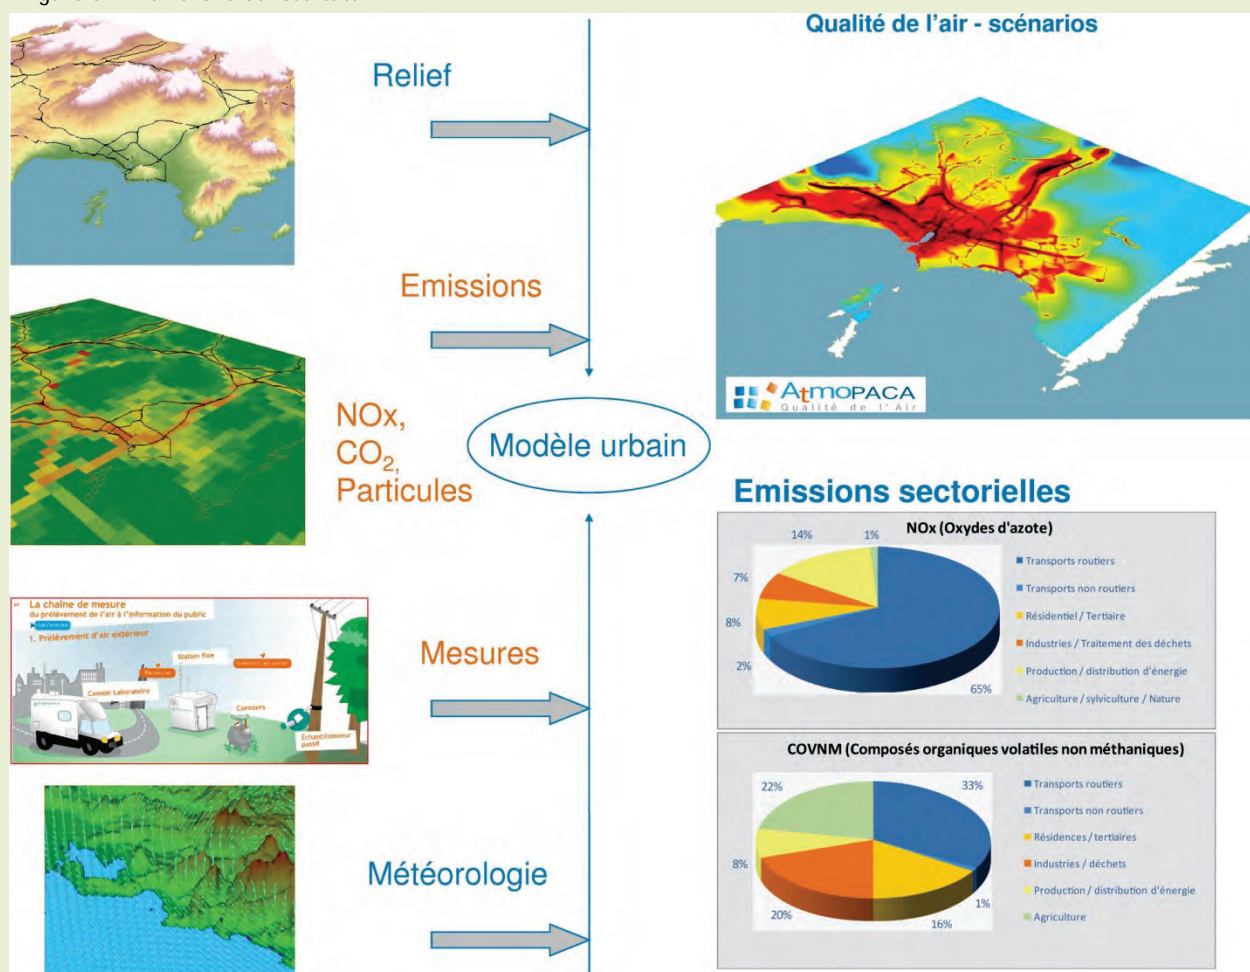 Qualité de l'air - scénarios
Relief
Emissions
NOx,
CO2,
Particules
Modèle urbain
AtmoPACA
Qualité de l'Air
Emissions sectorielles
NOx (Oxydes d'azote)
14%
1%
7%
8%
2%
65%
Transports routiers
Transports non routiers
Résidentiel / Tertiaire
Industries / Traitement des déchets
Production / distribution d'énergie
Agriculture / sylviculture / Nature
La chaîne de mesure
du prélèvement de l'air à l'information du public
1. Prélèvement d'air extérieur
Station fixe
Camion Laboratoire
Canisters
Echantillonneur
passif
Mesures
COVNM (Composés organiques volatiles non méthaniques)
22%
33%
8%
20%
16%
1%
Transports routiers
Transports non routiers
Résidences / tertiaires
Industries / déchets
Production / distribution d'énergie
Agriculture
Météorologie